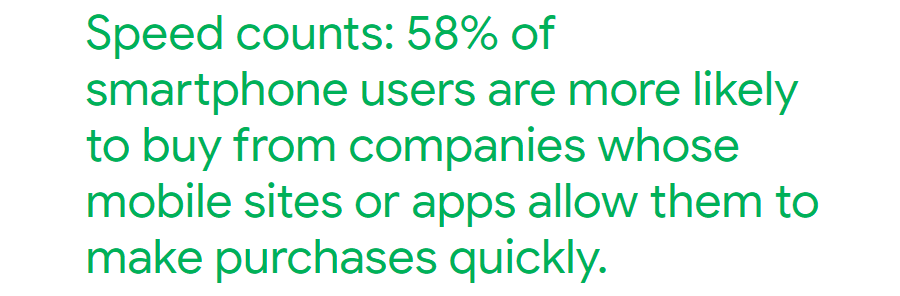 Speed counts: 58% of
smartphone users are more likely
to buy from companies whose
mobile sites or apps allow them to
make purchases quickly.